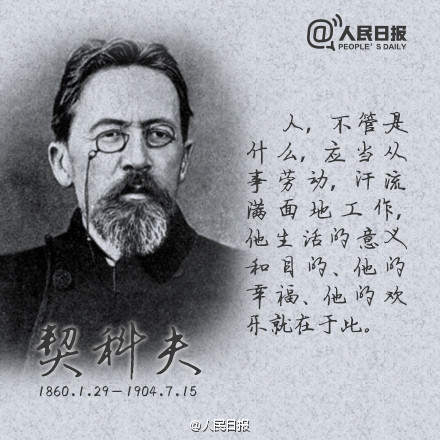 @人民日报
PEOPLE'S DAILY
人，不管是
什么，应当从
事劳动，汗流
满面地工作，
他生活的意义
和目的、他的
幸福、他的欢
乐就在于此。
契科夫
1860.1.29－1904.7.15
@人民日报